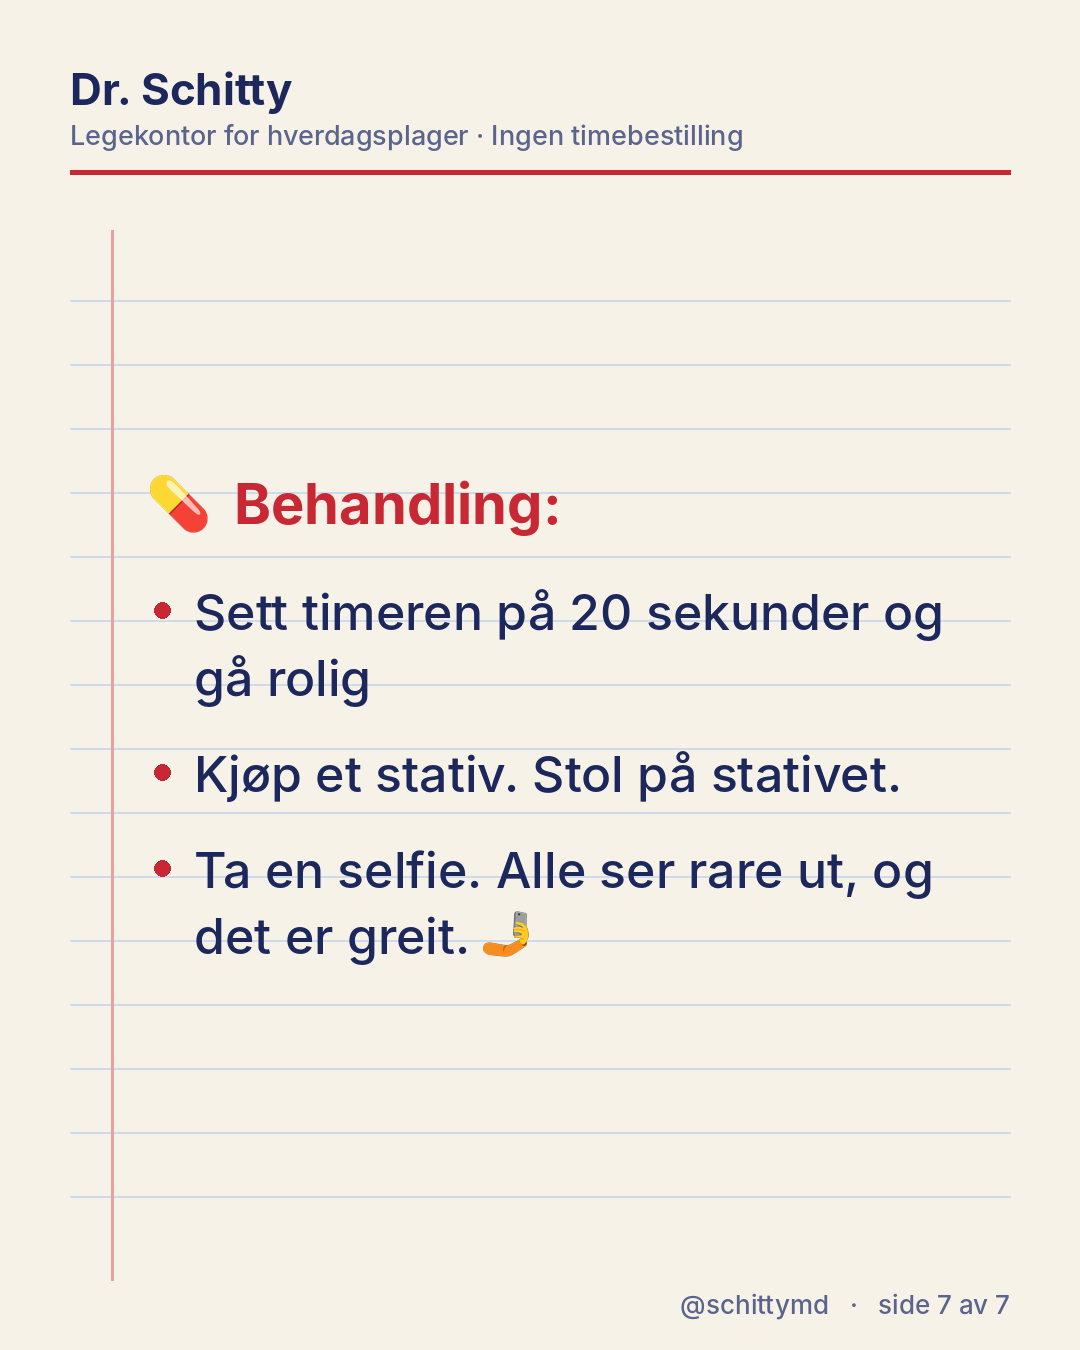 Dr. Schitty
Legekontor for hverdagsplager · Ingen timebestilling
💊 Behandling:
• Sett timeren på 20 sekunder og
gå rolig
• Kjøp et stativ. Stol på stativet.
• Ta en selfie. Alle ser rare ut, og
det er greit. 🤳
@schittymd · side 7 av 7